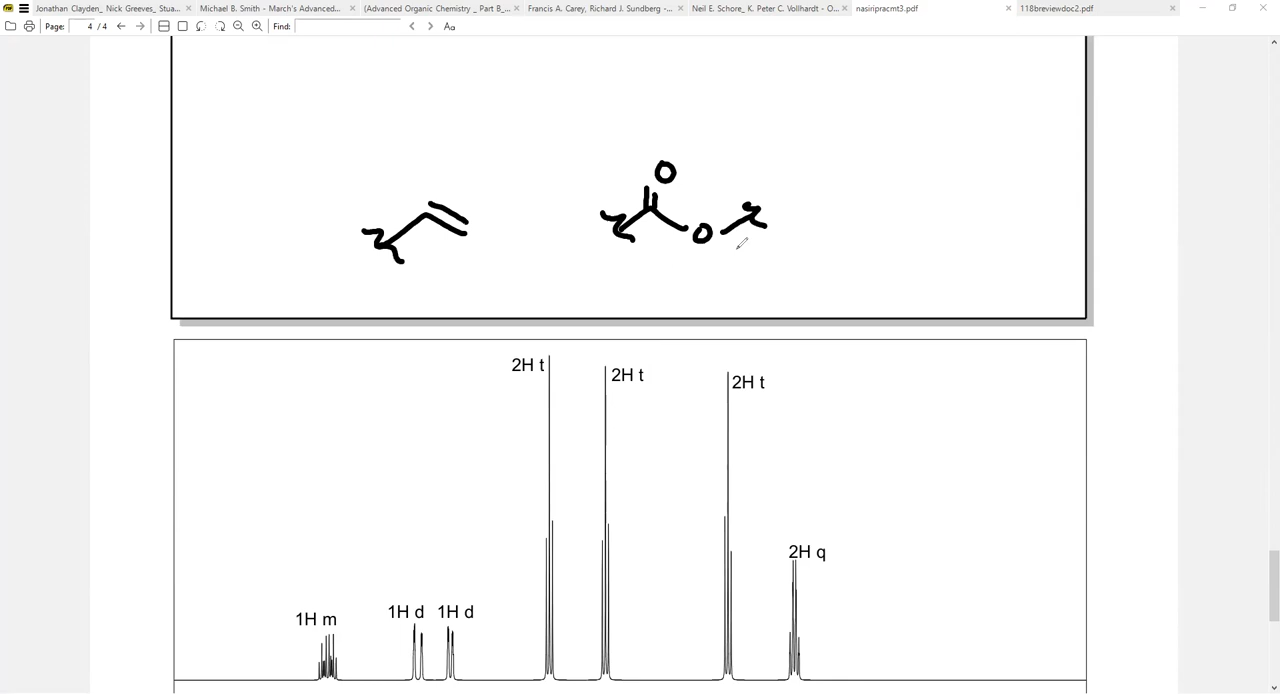 Jonathan Clayden_ Nick Greeves_ Stua... Michael B. Smith - March's Advanced... (Advanced Organic Chemistry _ Part B_... Francis A. Carey, Richard J. Sundberg -... Neil E. Schore_ K. Peter C. Vollhardt - O... nasiripracmt3.pdf 118breviewdoc2.pdf
Page: 4 / 4 Find: Aa
O
O
2H t
2H t
2H t
2H q
1H m
1H d 1H d